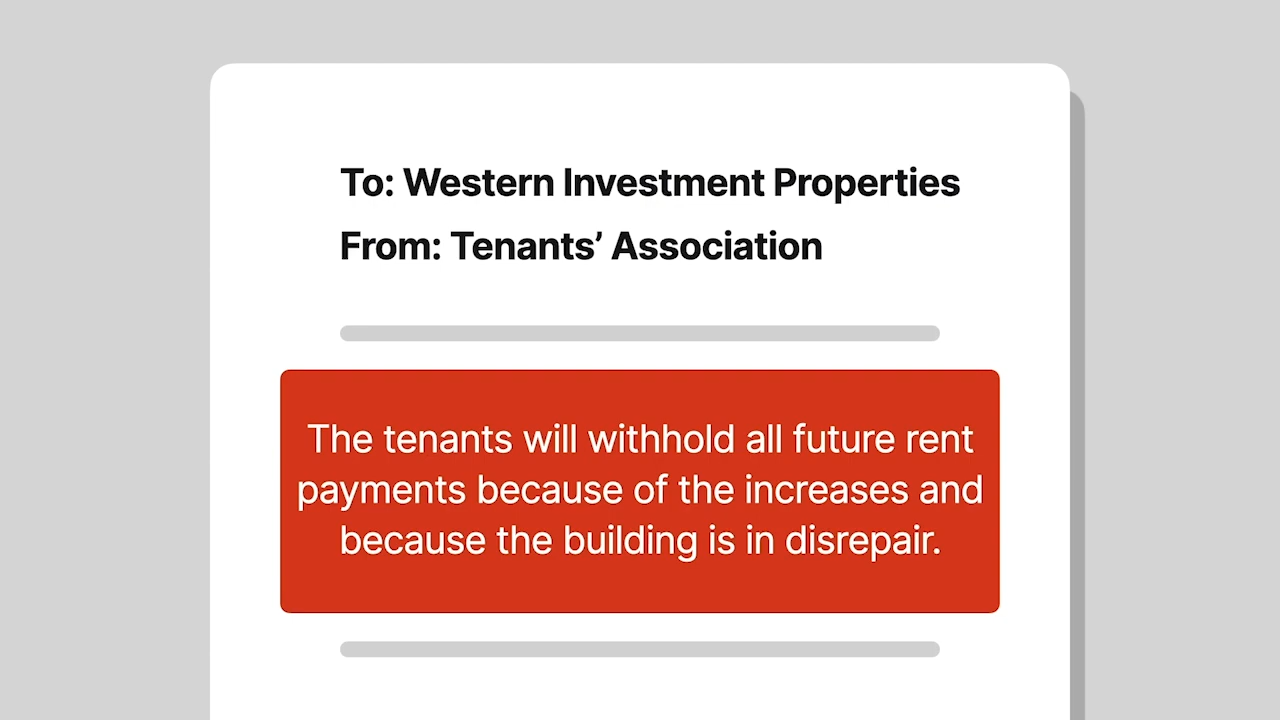 To: Western Investment Properties
From: Tenants’ Association
The tenants will withhold all future rent
payments because of the increases and
because the building is in disrepair.